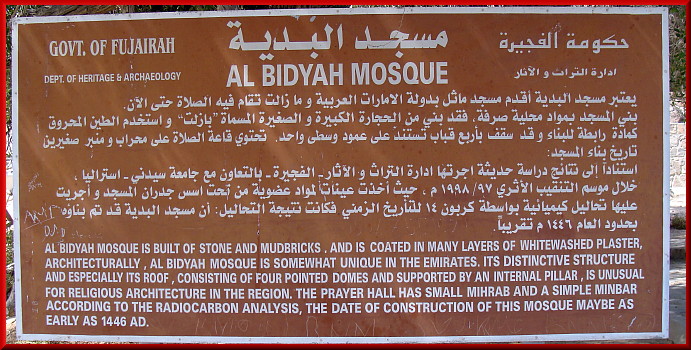 GOVT. OF FUJAIRAH
مسجد البدية
حكومة الفجيرة
DEPT. OF HERITAGE & ARCHAEOLOGY
AL BIDYAH MOSQUE
ادارة التراث و الآثار
يعتبر مسجد البدية أقدم مسجد ماثل بدولة الامارات العربية و ما زالت تقام فيه الصلاة حتى الآن.
بني المسجد بمواد محلية صرفة، فقد بني من الحجارة الكبيرة و الصغيرة المسماة "بازلت" و استخدم الطين المحروق
كمادة رابطة للبناء و قد سقف بأربع قباب تستند على عمود وسطى واحد. تحتوي قاعة الصلاة على محراب و منبر صغيرين
تاريخ بناء المسجد:
استناداً إلى نتائج دراسة حديثة اجرتها ادارة التراث و الآثار - الفجيرة - بالتعاون مع جامعة سيدني - استراليا ,
خلال موسم التنقيب الأثري ١٩٩٨/٩٧ م , حيث أخذت عينات لمواد عضوية من تحت اسس جدران المسجد و أجريت
عليها تحاليل كيميائية بواسطة كربون ١٤ للتأريخ الزمني فكانت نتيجة التحاليل: أن مسجد البدية قد تم بناؤه
بحدود العام ١٤٤٦ م تقريباً.
AL BIDYAH MOSQUE IS BUILT OF STONE AND MUDBRICKS , AND IS COATED IN MANY LAYERS OF WHITEWASHED PLASTER,
ARCHITECTURALLY , AL BIDYAH MOSQUE IS SOMEWHAT UNIQUE IN THE EMIRATES. ITS DISTINCTIVE STRUCTURE
AND ESPECIALLY ITS ROOF , CONSISTING OF FOUR POINTED DOMES AND SUPPORTED BY AN INTERNAL PILLAR , IS UNUSUAL
FOR RELIGIOUS ARCHITECTURE IN THE REGION. THE PRAYER HALL HAS SMALL MIHRAB AND A SIMPLE MINBAR
ACCORDING TO THE RADIOCARBON ANALYSIS, THE DATE OF CONSTRUCTION OF THIS MOSQUE MAYBE AS
EARLY AS 1446 AD.